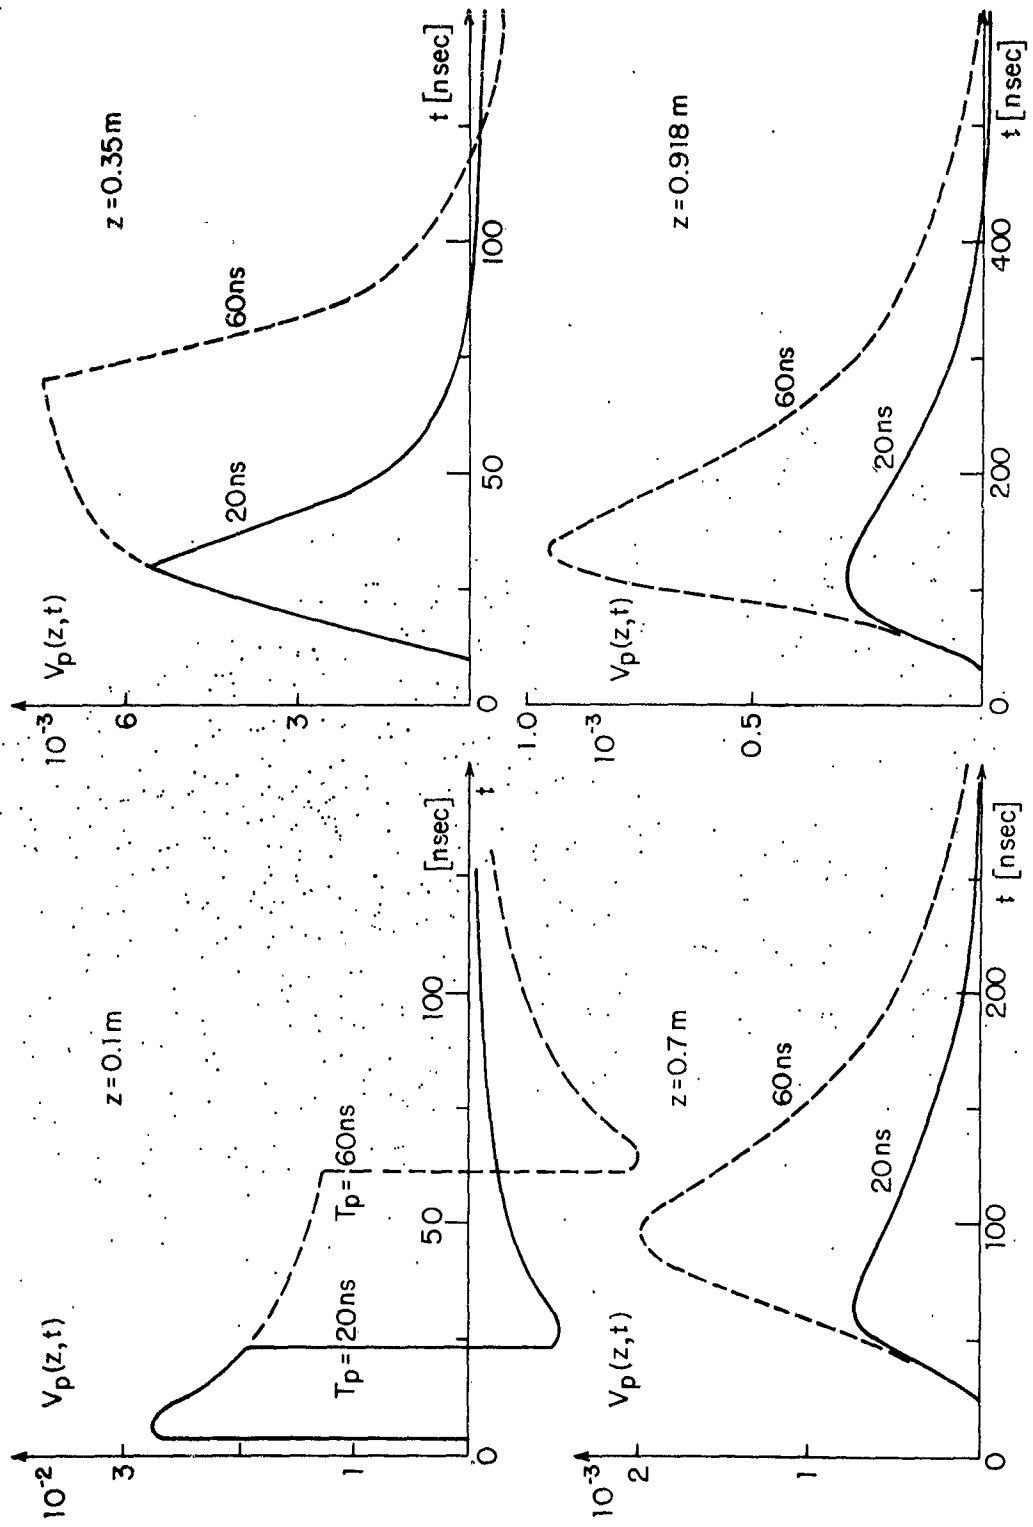 10⁻²
Vₚ(z,t)
3
1
0
50
100
[nsec]
t
Tₚ= 20ns
Tₚ= 60ns
z=0.1m
10⁻³
Vₚ(z,t)
6
3
0
50
100
t [nsec]
20ns
60ns
z=0.35m
10⁻³
Vₚ(z,t)
2
1
0
100
200
t [nsec]
20ns
60ns
z=0.7m
1.0
10⁻³
Vₚ(z,t)
0.5
0
200
400
t [nsec]
20ns
60ns
z=0.918m